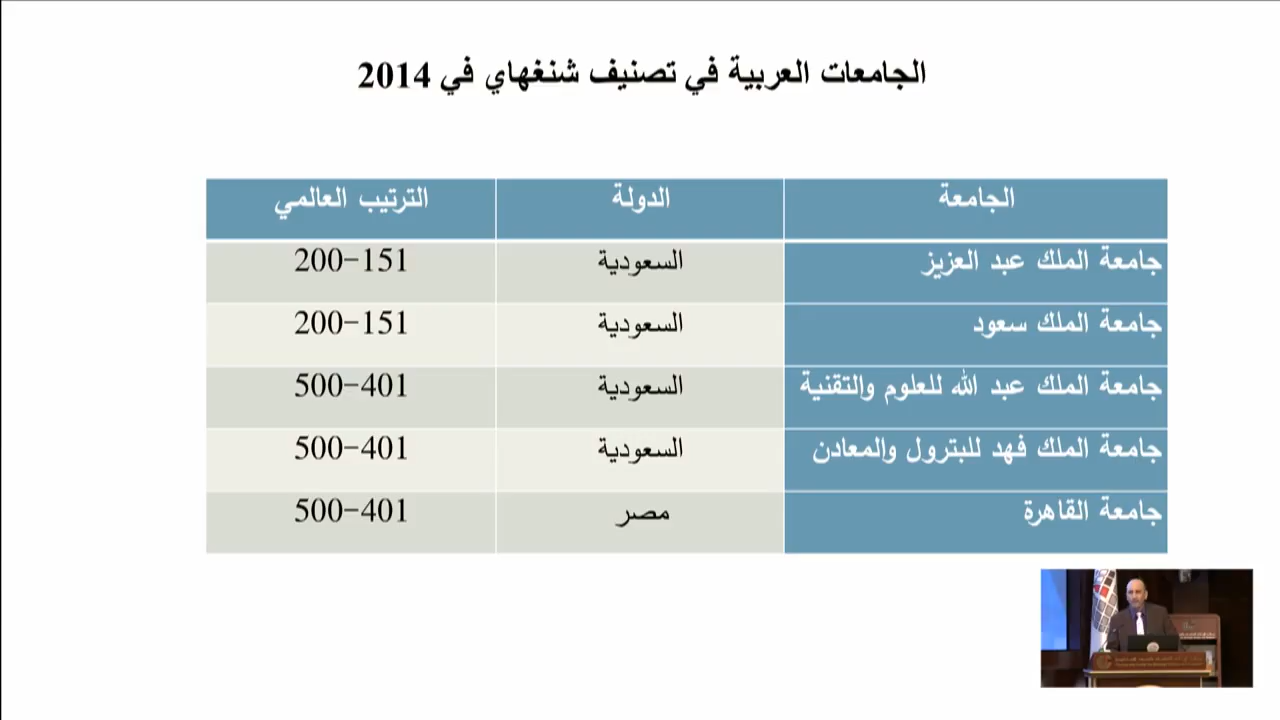 الجامعات العربية في تصنيف شنغهاي في 2014
الجامعة الدولة الترتيب العالمي
جامعة الملك عبد العزيز السعودية 151-200
جامعة الملك سعود السعودية 151-200
جامعة الملك عبد الله للعلوم والتقنية السعودية 401-500
جامعة الملك فهد للبترول والمعادن السعودية 401-500
جامعة القاهرة مصر 401-500